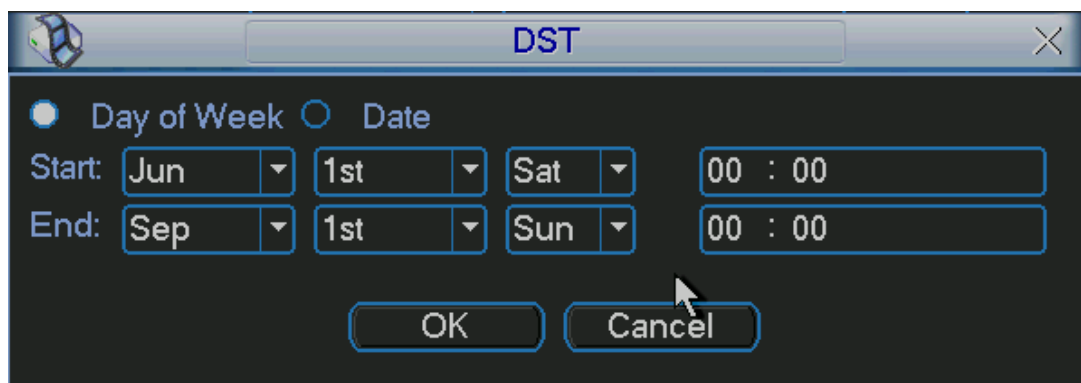 DST
Day of Week Date
Start: Jun 1st Sat 00 : 00
End: Sep 1st Sun 00 : 00
OK Cancel